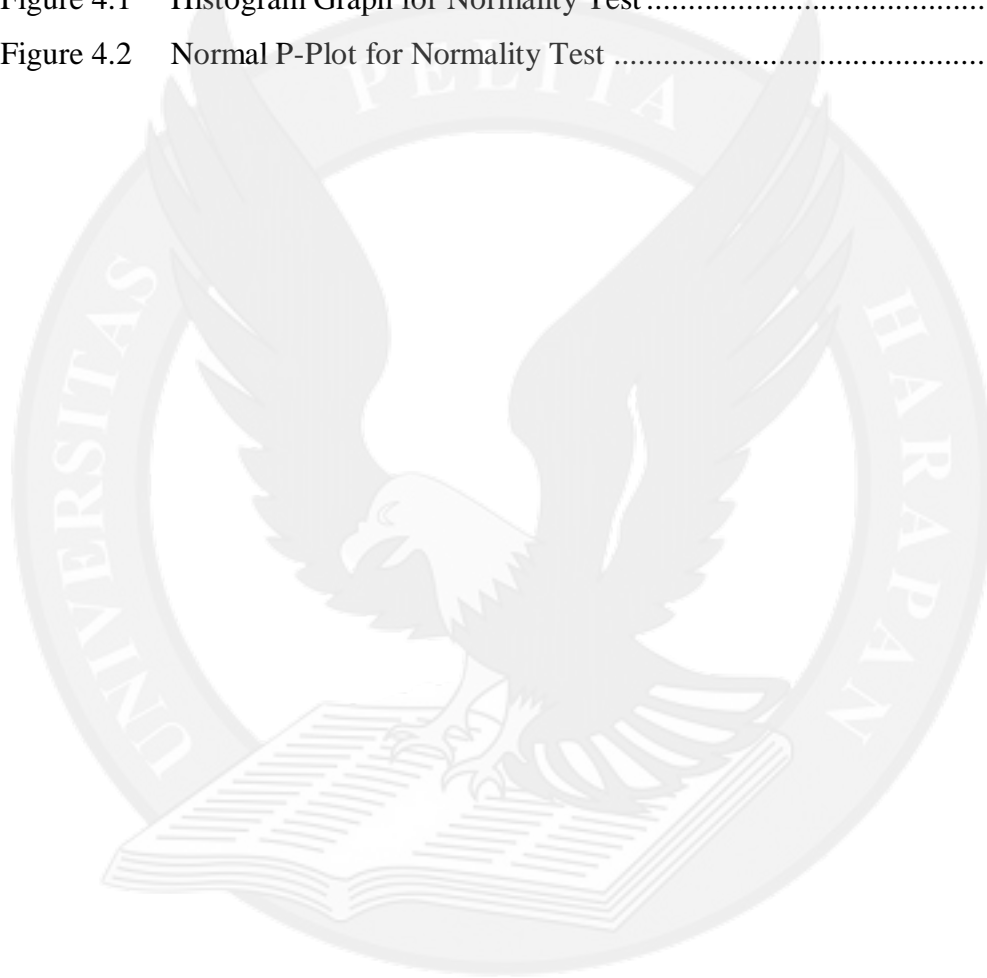 Figure 4.1 Histogram Graph for Normality Test ........................................
Figure 4.2 Normal P-Plot for Normality Test ............................................
UNIVERSITAS PELITA HARAPAN